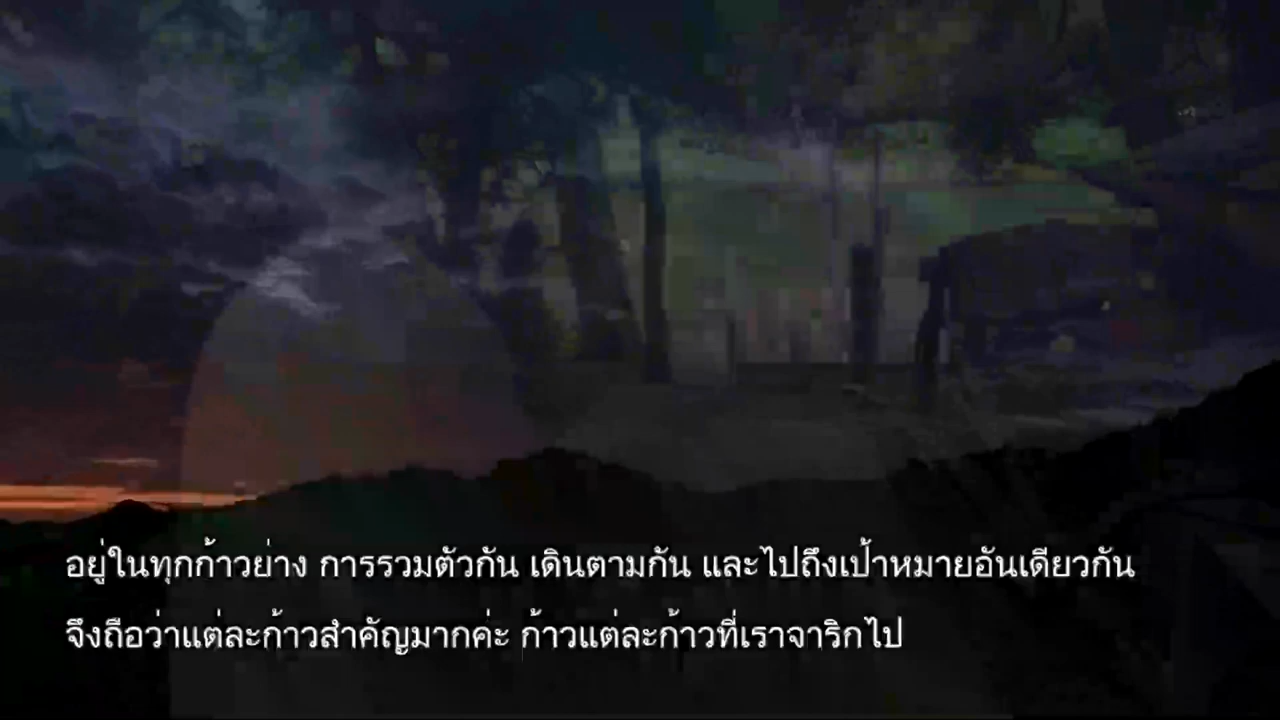 อยู่ในทุกก้าวย่าง การรวมตัวกัน เดินตามกัน และไปถึงเป้าหมายอันเดียวกัน
จึงถือว่าแต่ละก้าวสำคัญมากค่ะ ก้าวแต่ละก้าวที่เราจาริกไป